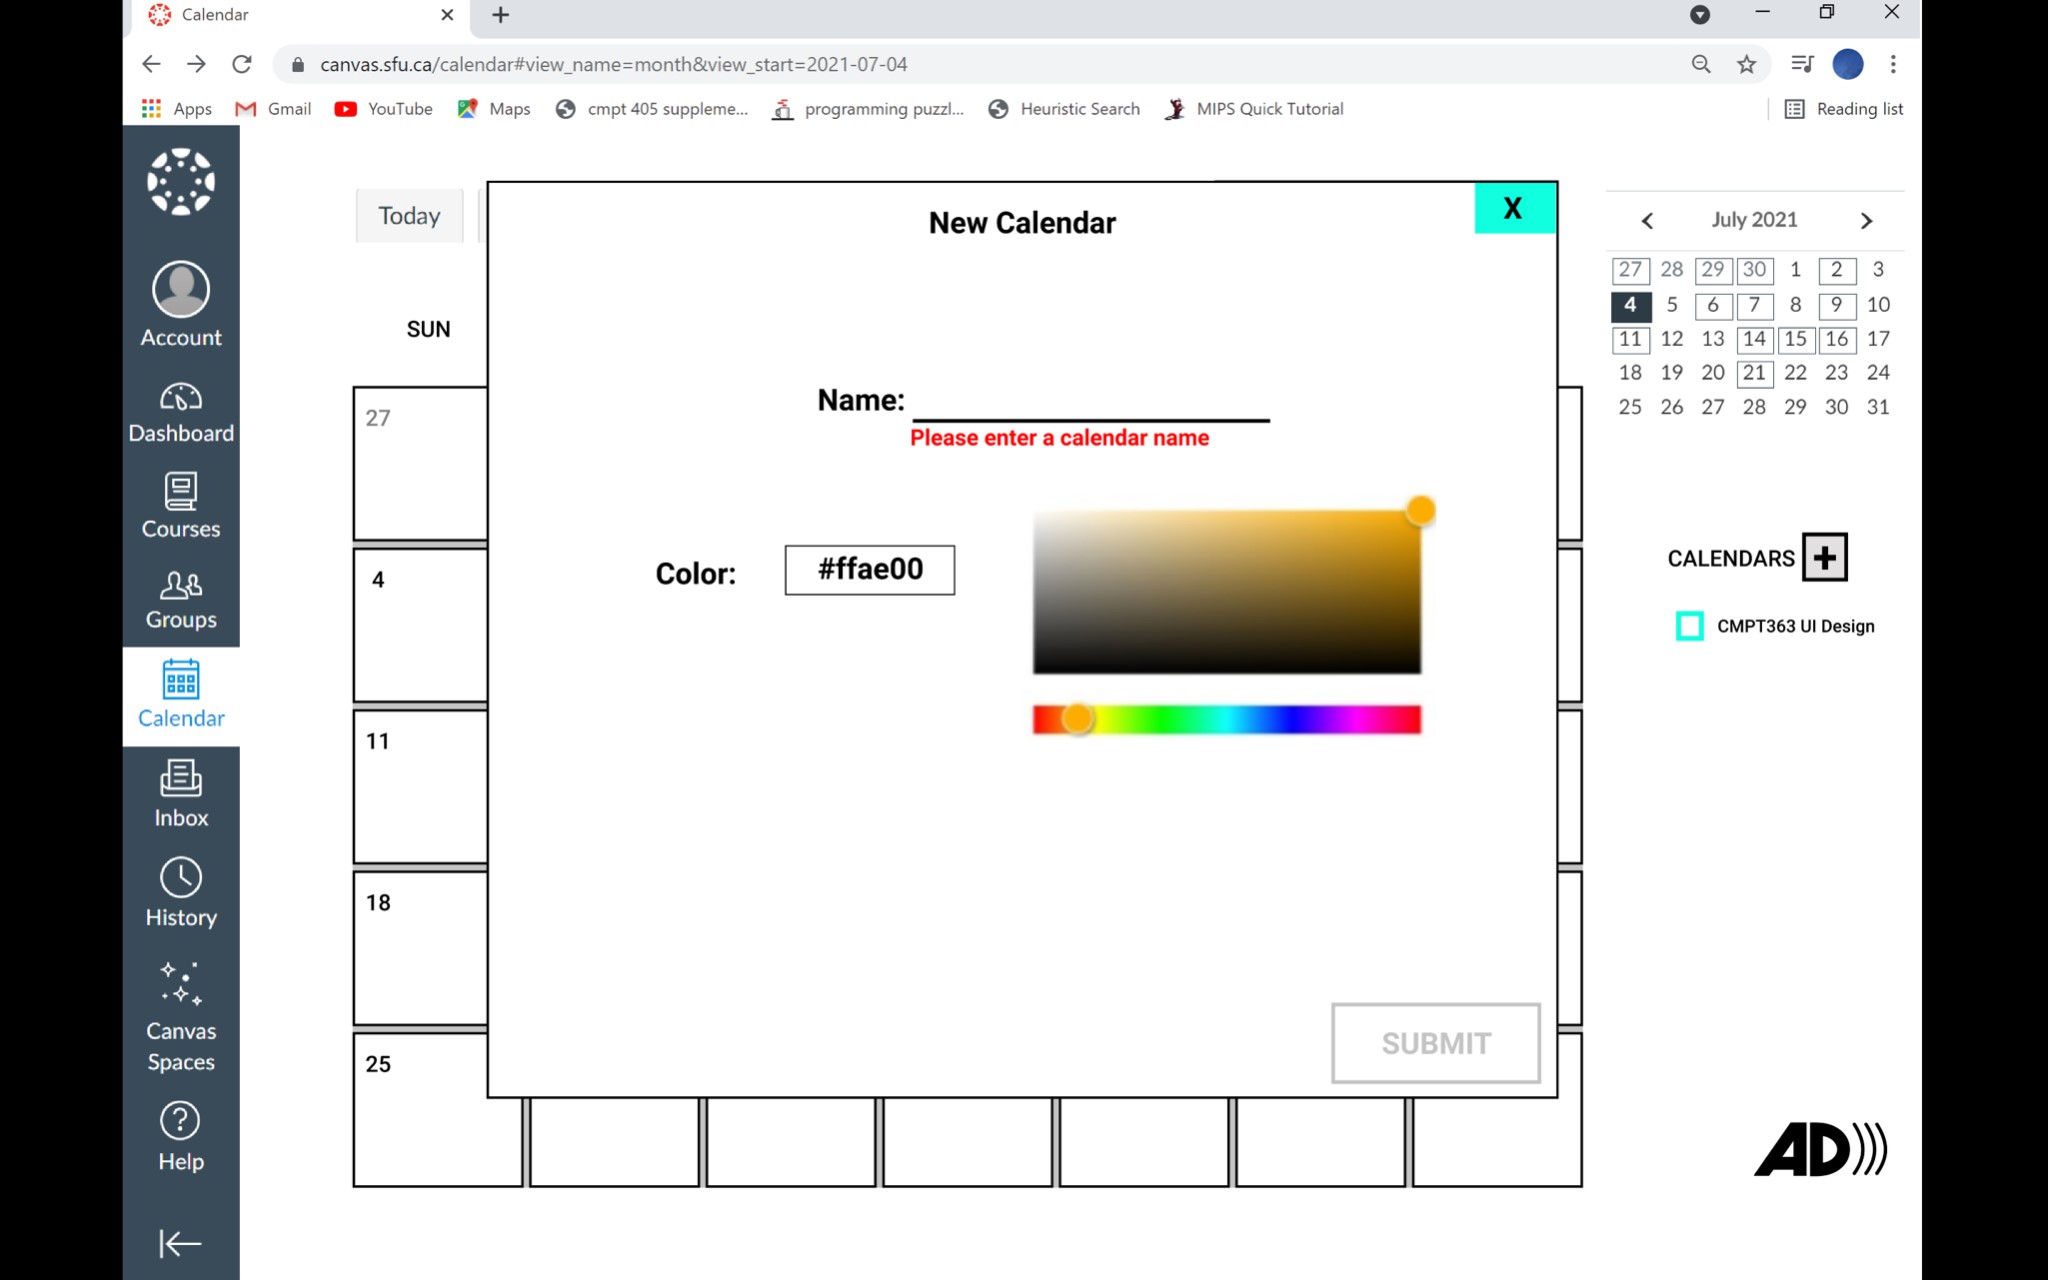 Calendar
canvas.sfu.ca/calendar#view_name=month&view_start=2021-07-04
Apps Gmail YouTube Maps cmpt 405 suppleme... programming puzzl... Heuristic Search MIPS Quick Tutorial Reading list
Account
Dashboard
Courses
Groups
Calendar
Inbox
History
Canvas
Spaces
Help
Today
SUN
27
4
11
18
25
New Calendar
X
Name:
Please enter a calendar name
Color: #ffae00
SUBMIT
July 2021
27 28 29 30 1 2 3
4 5 6 7 8 9 10
11 12 13 14 15 16 17
18 19 20 21 22 23 24
25 26 27 28 29 30 31
CALENDARS +
CMPT363 UI Design
AD